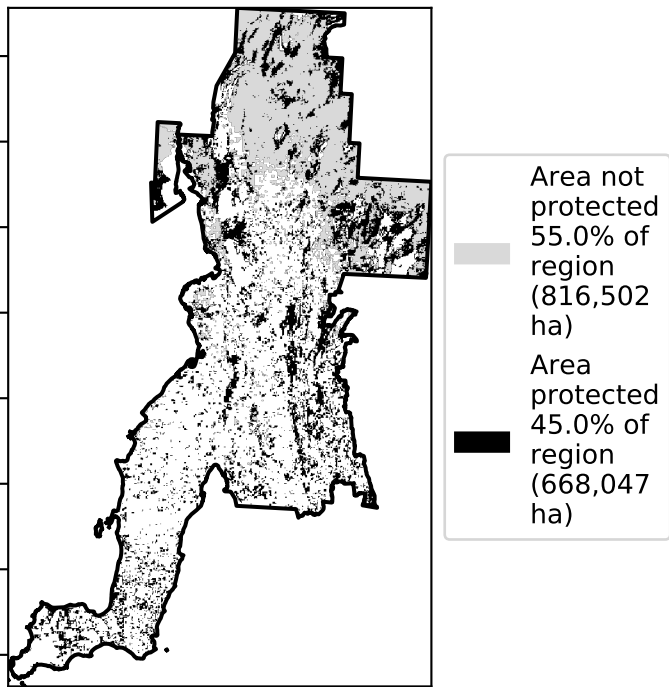 Area not
protected
55.0% of
region
(816,502
ha)
Area
protected
45.0% of
region
(668,047
ha)